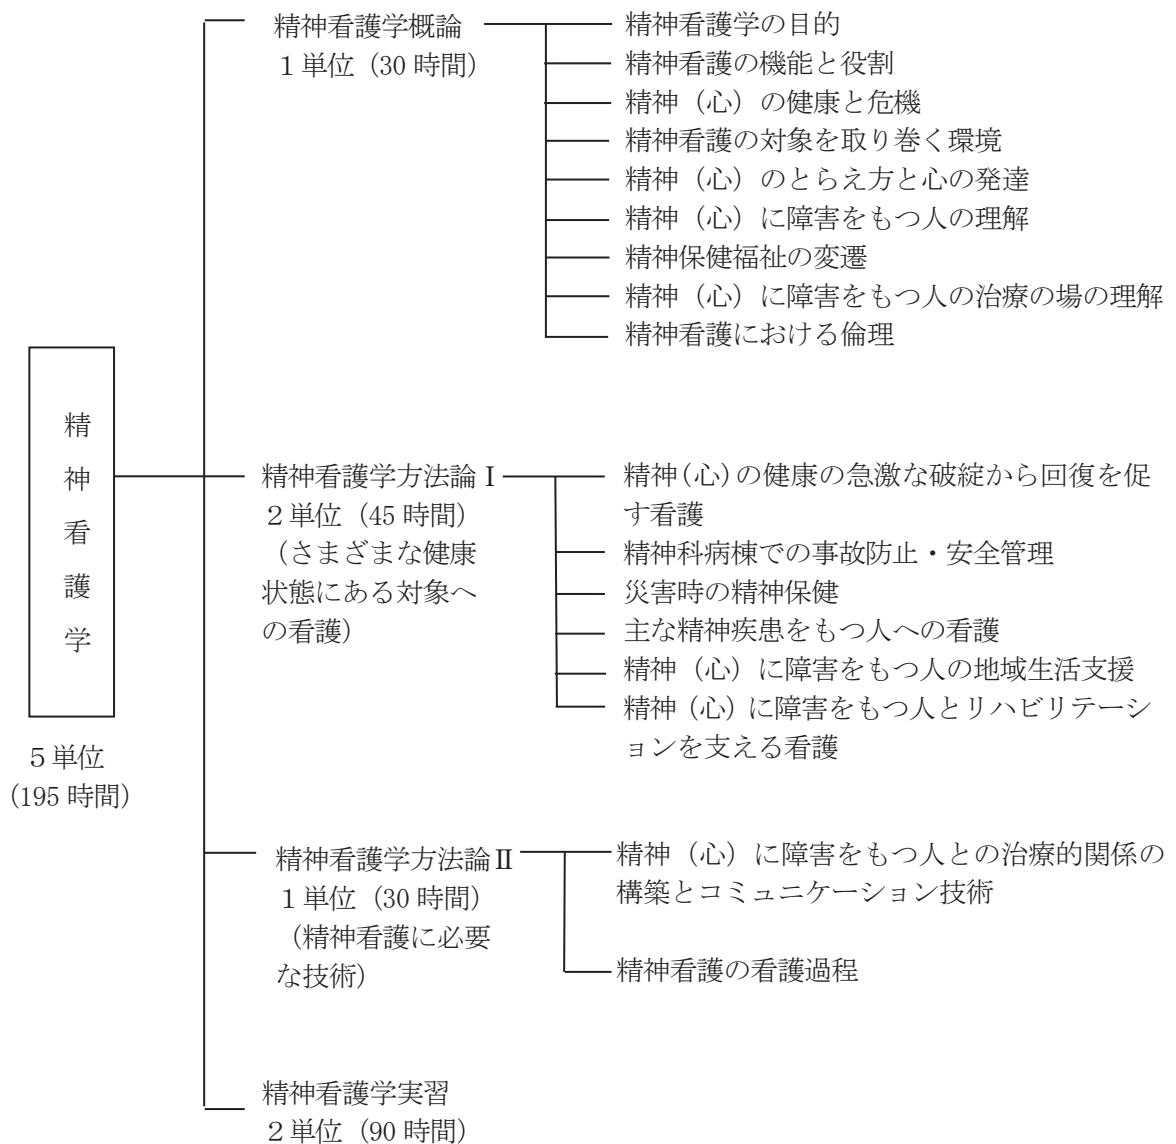 精神看護学
5単位
(195時間)
精神看護学概論
1単位(30時間)
精神看護学の目的
精神看護の機能と役割
精神(心)の健康と危機
精神看護の対象を取り巻く環境
精神(心)のとらえ方と心の発達
精神(心)に障害をもつ人の理解
精神保健福祉の変遷
精神(心)に障害をもつ人の治療の場の理解
精神看護における倫理
精神看護学方法論Ⅰ
2単位(45時間)
(さまざまな健康
状態にある対象へ
の看護)
精神(心)の健康の急激な破綻から回復を促
す看護
精神科病棟での事故防止・安全管理
災害時の精神保健
主な精神疾患をもつ人への看護
精神(心)に障害をもつ人の地域生活支援
精神(心)に障害をもつ人とリハビリテーシ
ョンを支える看護
精神看護学方法論Ⅱ
1単位(30時間)
(精神看護に必要
な技術)
精神(心)に障害をもつ人との治療的関係の
構築とコミュニケーション技術
精神看護の看護過程
精神看護学実習
2単位(90時間)